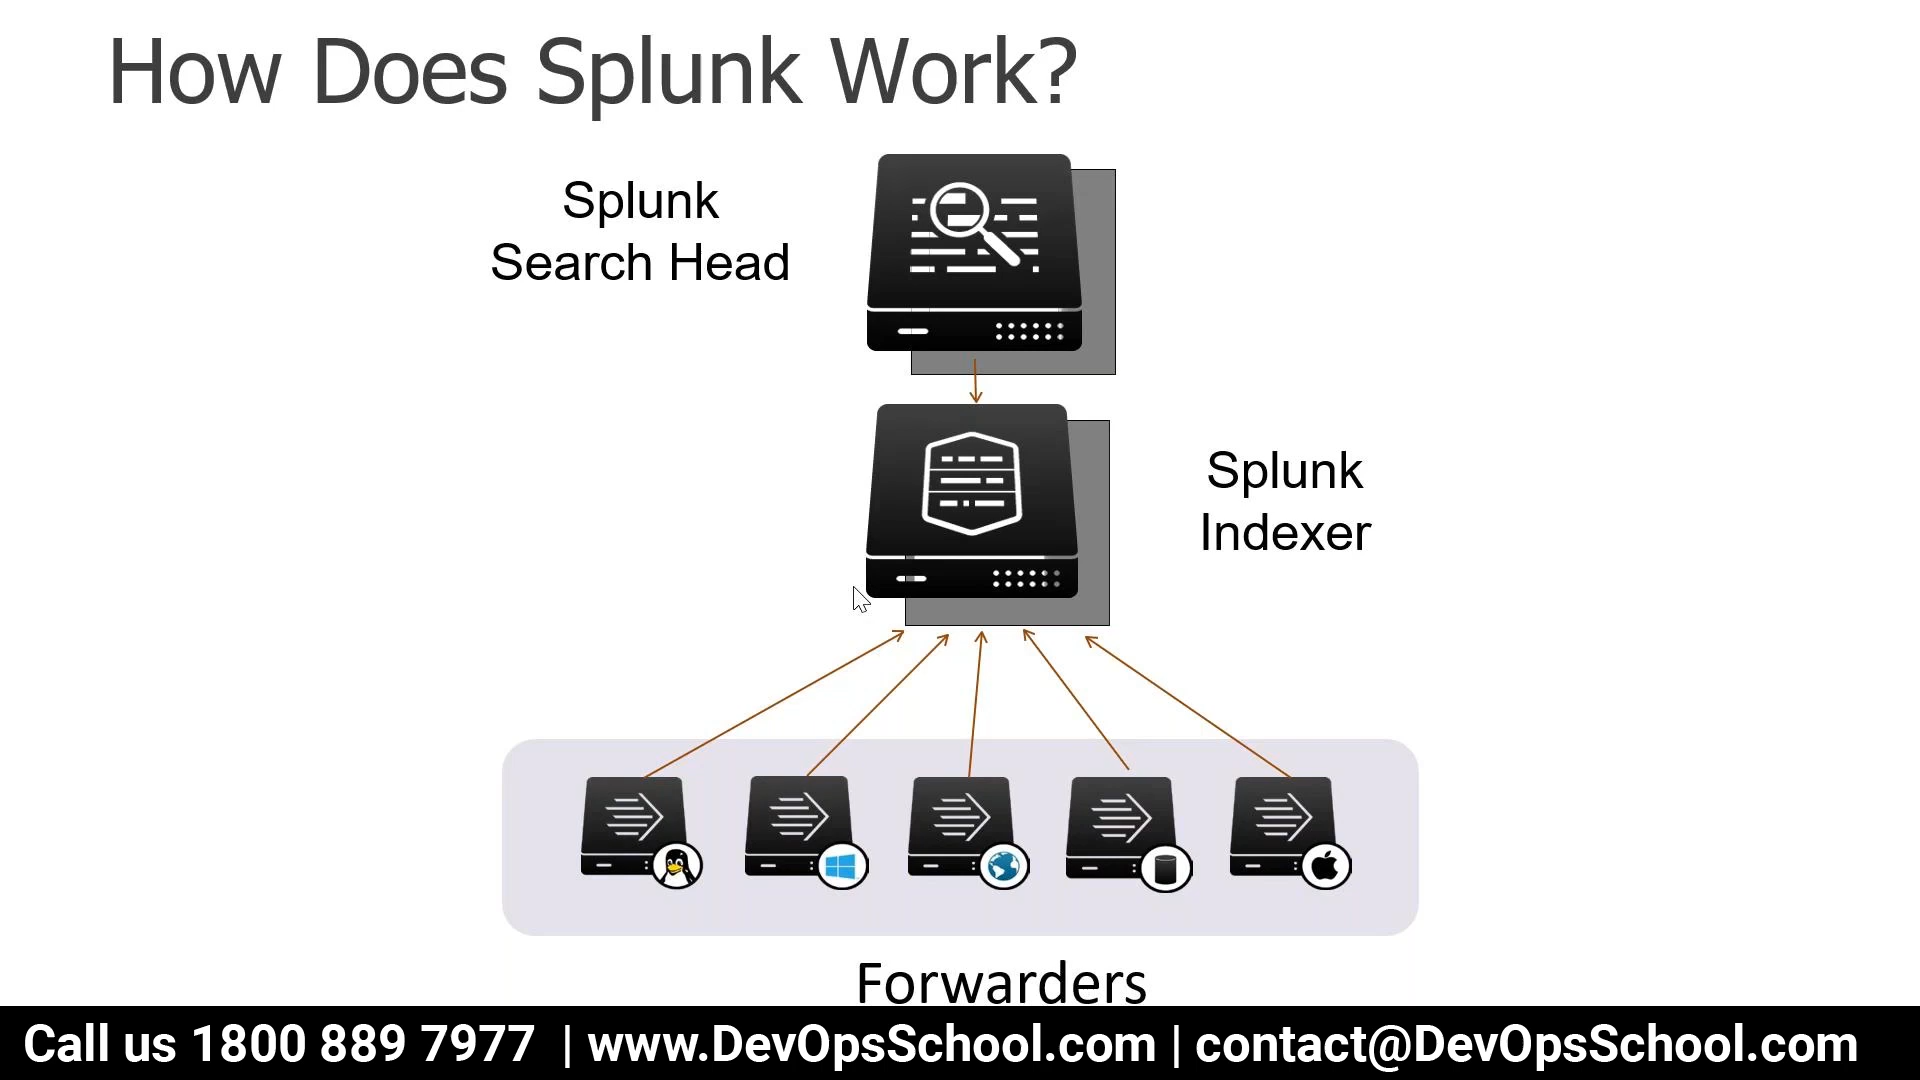 How Does Splunk Work?
Splunk
Search Head
Splunk
Indexer
Forwarders
Call us 1800 889 7977 | www.DevOpsSchool.com | contact@DevOpsSchool.com